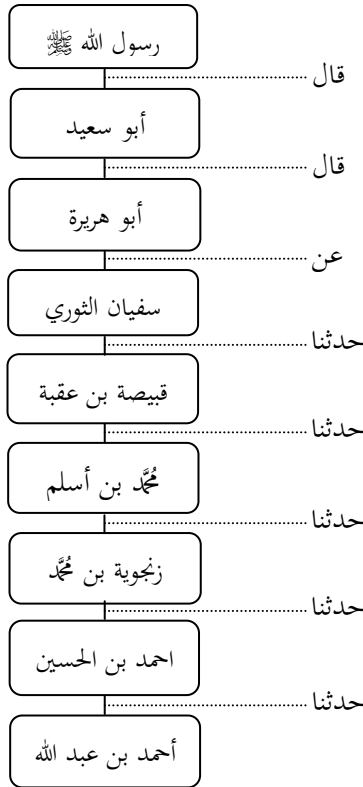 رسول الله ﷺ
قال
أبو سعيد
قال
أبو هريرة
عن
سفيان الثوري
حدثنا
قبيصة بن عقبة
حدثنا
مُحَّد بن أسلم
حدثنا
زنجوية بن مُحَّد
حدثنا
احمد بن الحسين
حدثنا
أحمد بن عبد الله